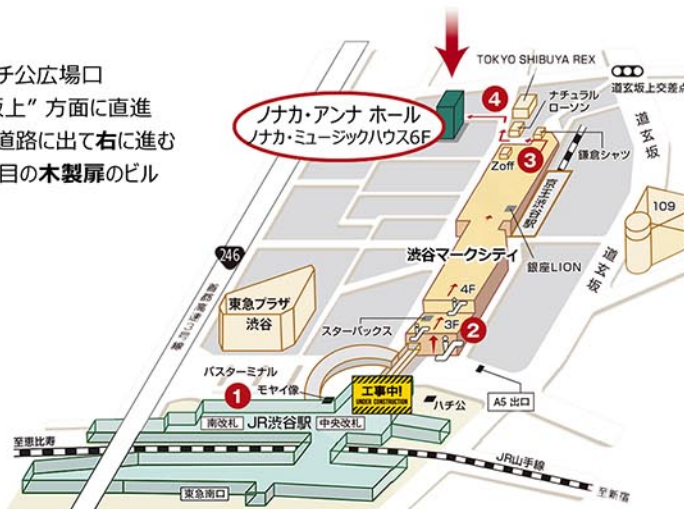 チ公広場口
坂上” 方面に直進
道路に出て右に進む
目の木製扉のビル
TOKYO SHIBUYA REX
ナチュラル
ローソン
道玄坂上交差点
4
ノナカ・アンナ ホール
ノナカ・ミュージックハウス6F
道玄坂
鎌倉シャツ
3
Zoff
京王渋谷駅
109
246
渋谷マークシティ
銀座LION
道玄坂
首都高速3号線
4F
東急プラザ
渋谷
スターバックス
3F
2
バスターミナル
1
モヤイ像
工事中!
UNDER CONSTRUCTION
ハチ公
A5 出口
南改札
JR渋谷駅
中央改札
至恵比寿
JR山手線
東急南口
至新宿